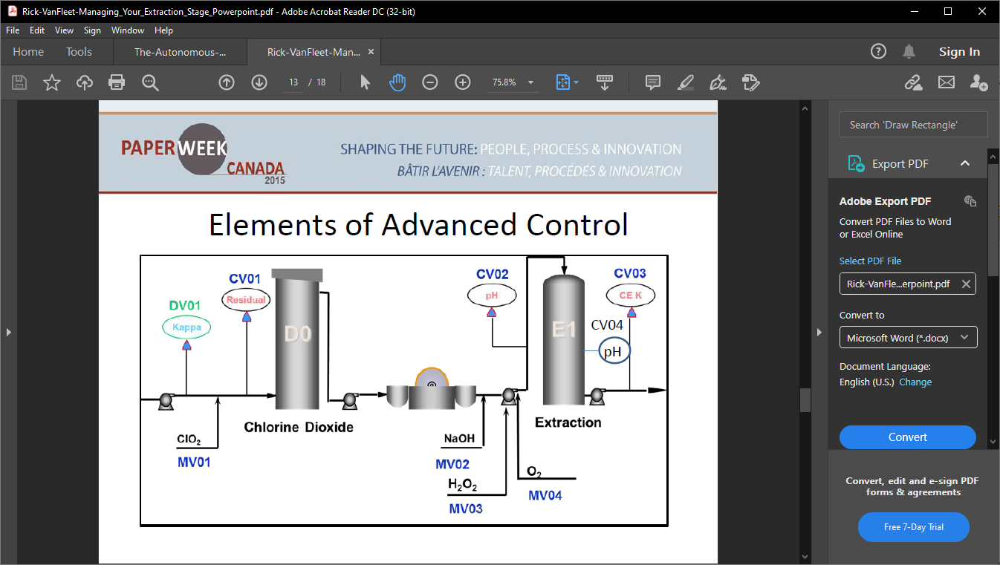 Rick-VanFleet-Managing_Your_Extraction_Stage_Powerpoint.pdf - Adobe Acrobat Reader DC (32-bit)
File Edit View Sign Window Help
Home Tools The-Autonomous-... Rick-VanFleet-Man... × Sign In
13 / 18 75.8%
PAPERWEEK
CANADA
2015
SHAPING THE FUTURE: PEOPLE, PROCESS & INNOVATION
BÂTIR L'AVENIR : TALENT, PROCÉDÉS & INNOVATION
Elements of Advanced Control
DV01
Kappa
CV01
Residual
D0
ClO₂
MV01
Chlorine Dioxide
CV02
pH
E1
CV04
pH
CV03
CE K
Extraction
NaOH
MV02
H₂O₂
MV03
O₂
MV04
Search 'Draw Rectangle'
Export PDF
Adobe Export PDF
Convert PDF Files to Word
or Excel Online
Select PDF File
Rick-VanFle...erpoint.pdf
Convert to
Microsoft Word (*.docx)
Document Language:
English (U.S.) Change
Convert
Convert, edit and e-sign PDF
forms & agreements
Free 7-Day Trial